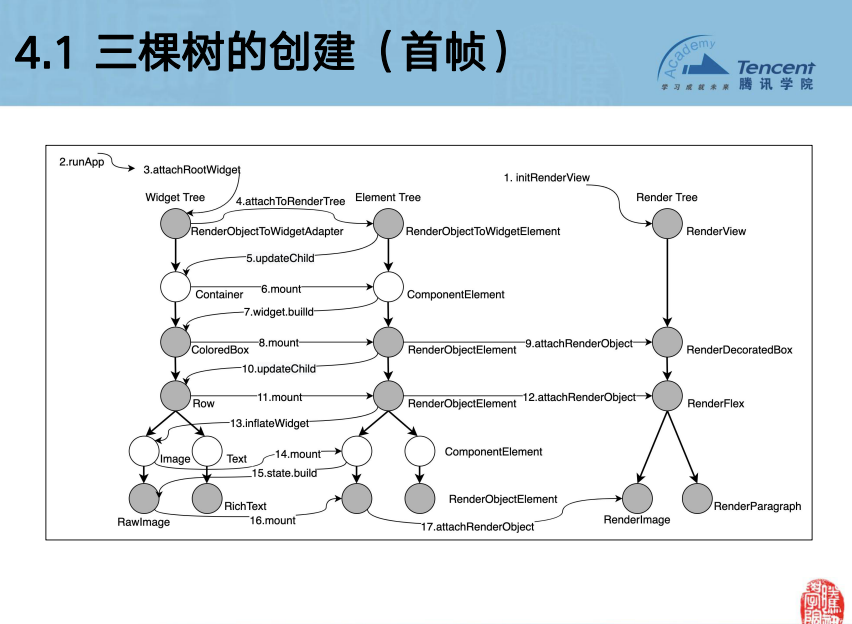 4.1 三棵树的创建（首帧）
Academy
Tencent
学习成就未来
腾讯学院
2.runApp
3.attachRootWidget
1. initRenderView
Widget Tree
4.attachToRenderTree
Element Tree
Render Tree
RenderObjectToWidgetAdapter
RenderObjectToWidgetElement
RenderView
5.updateChild
Container
6.mount
ComponentElement
7.widget.builld
ColoredBox
8.mount
RenderObjectElement
9.attachRenderObject
RenderDecoratedBox
10.updateChild
Row
11.mount
RenderObjectElement
12.attachRenderObject
RenderFlex
13.inflateWidget
Image
Text
14.mount
ComponentElement
15.state.build
RichText
RenderObjectElement
RenderParagraph
RawImage
16.mount
17.attachRenderObject
RenderImage